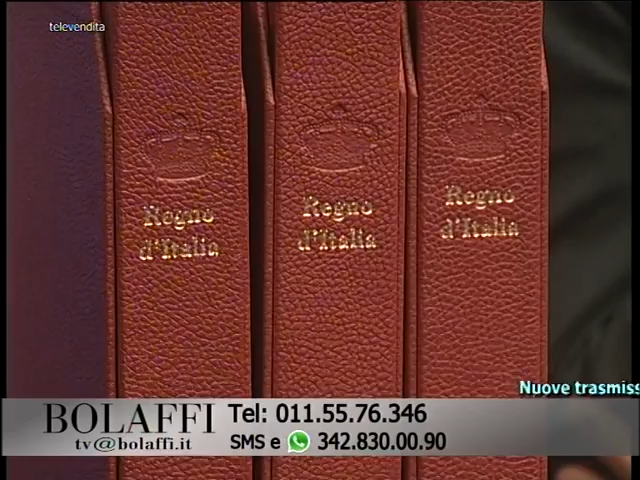 televendita
Regno
d'Italia
Regno
d'Italia
Regno
d'Italia
Nuove trasmiss
BOLAFFI
tv@bolaffi.it
Tel: 011.55.76.346
SMS e 342.830.00.90